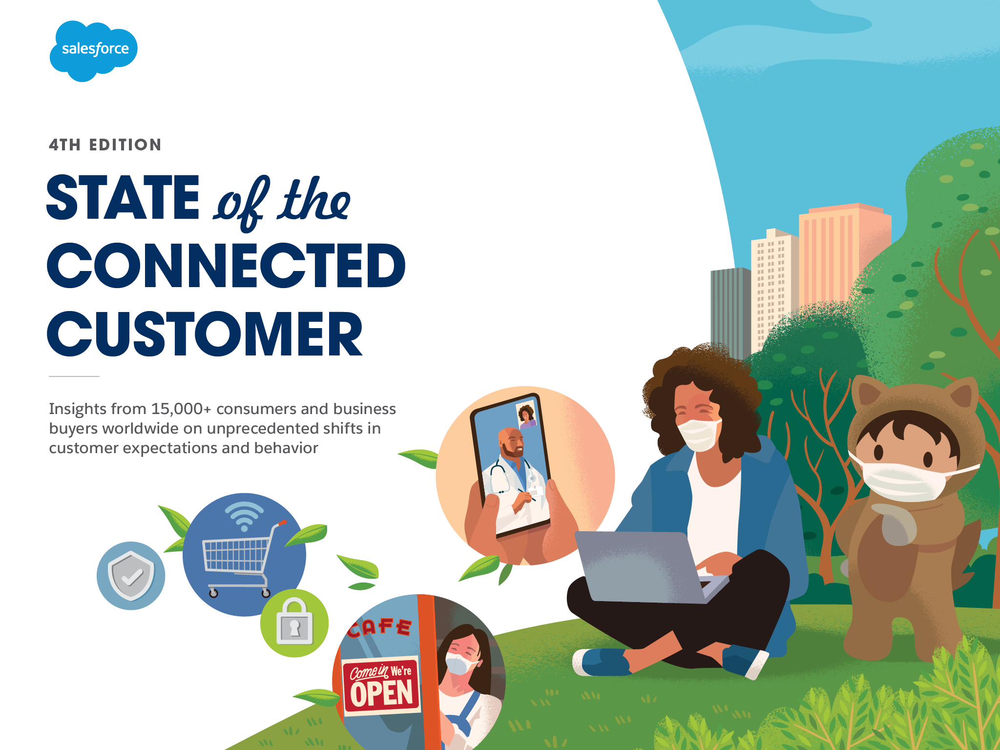 salesforce
4TH EDITION
STATE of the
CONNECTED
CUSTOMER
Insights from 15,000+ consumers and business
buyers worldwide on unprecedented shifts in
customer expectations and behavior
CAFE
Come in We're
OPEN